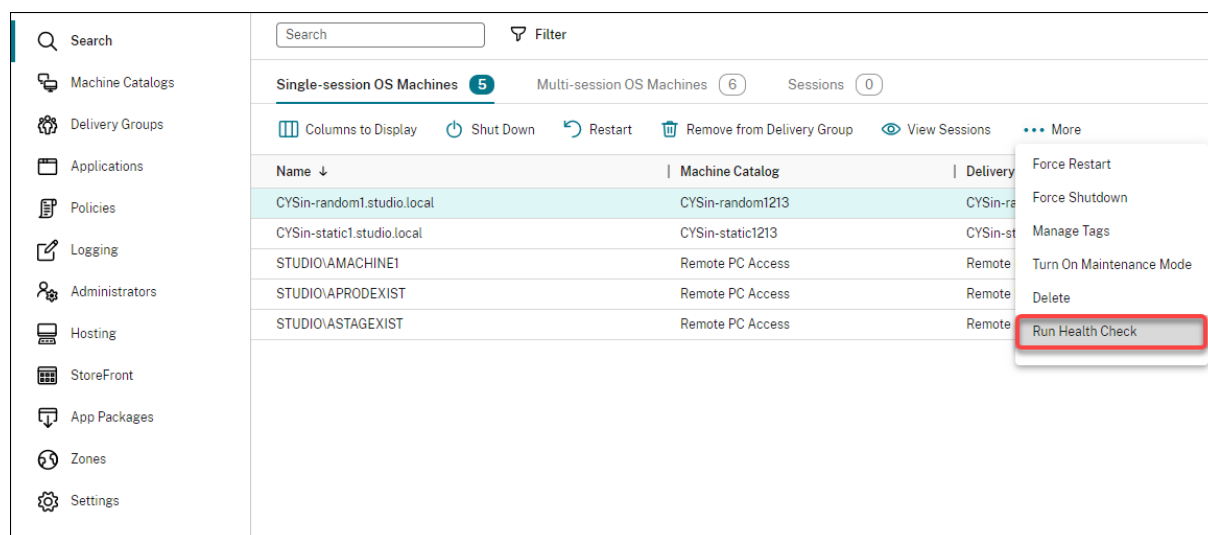 Search
Machine Catalogs
Delivery Groups
Applications
Policies
Logging
Administrators
Hosting
StoreFront
App Packages
Zones
Settings
Search Filter
Single-session OS Machines 5 Multi-session OS Machines 6 Sessions 0
Columns to Display Shut Down Restart Remove from Delivery Group View Sessions ••• More
Name ↓ | Machine Catalog | Delivery
CYSin-random1.studio.local CYSin-random1213 CYSin-ra
CYSin-static1.studio.local CYSin-static1213 CYSin-st
STUDIO\AMACHINE1 Remote PC Access Remote
STUDIO\APRODEXIST Remote PC Access Remote
STUDIO\ASTAGEXIST Remote PC Access Remote
Force Restart
Force Shutdown
Manage Tags
Turn On Maintenance Mode
Delete
Run Health Check